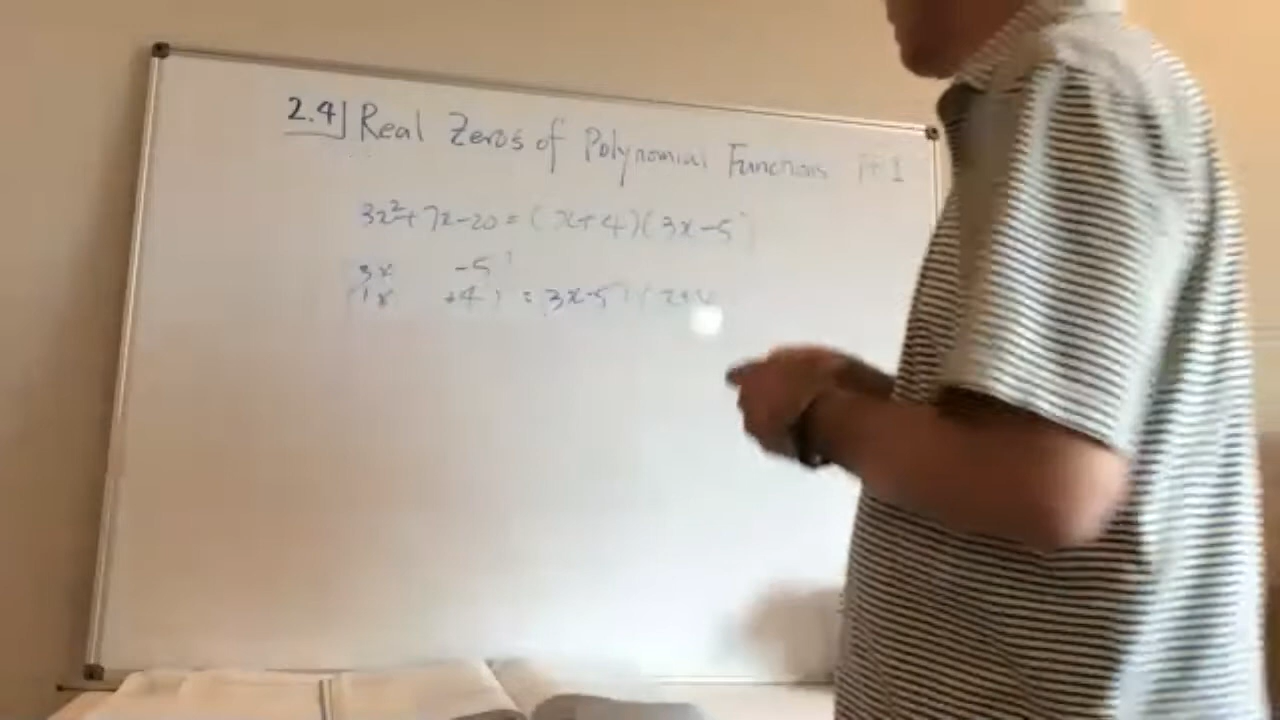 2.4] Real Zeros of Polynomial Functions Pt 1
3x²+7x-20=(x+4)(3x-5)
3x -5
1x +4 = 3x-5)(x+4